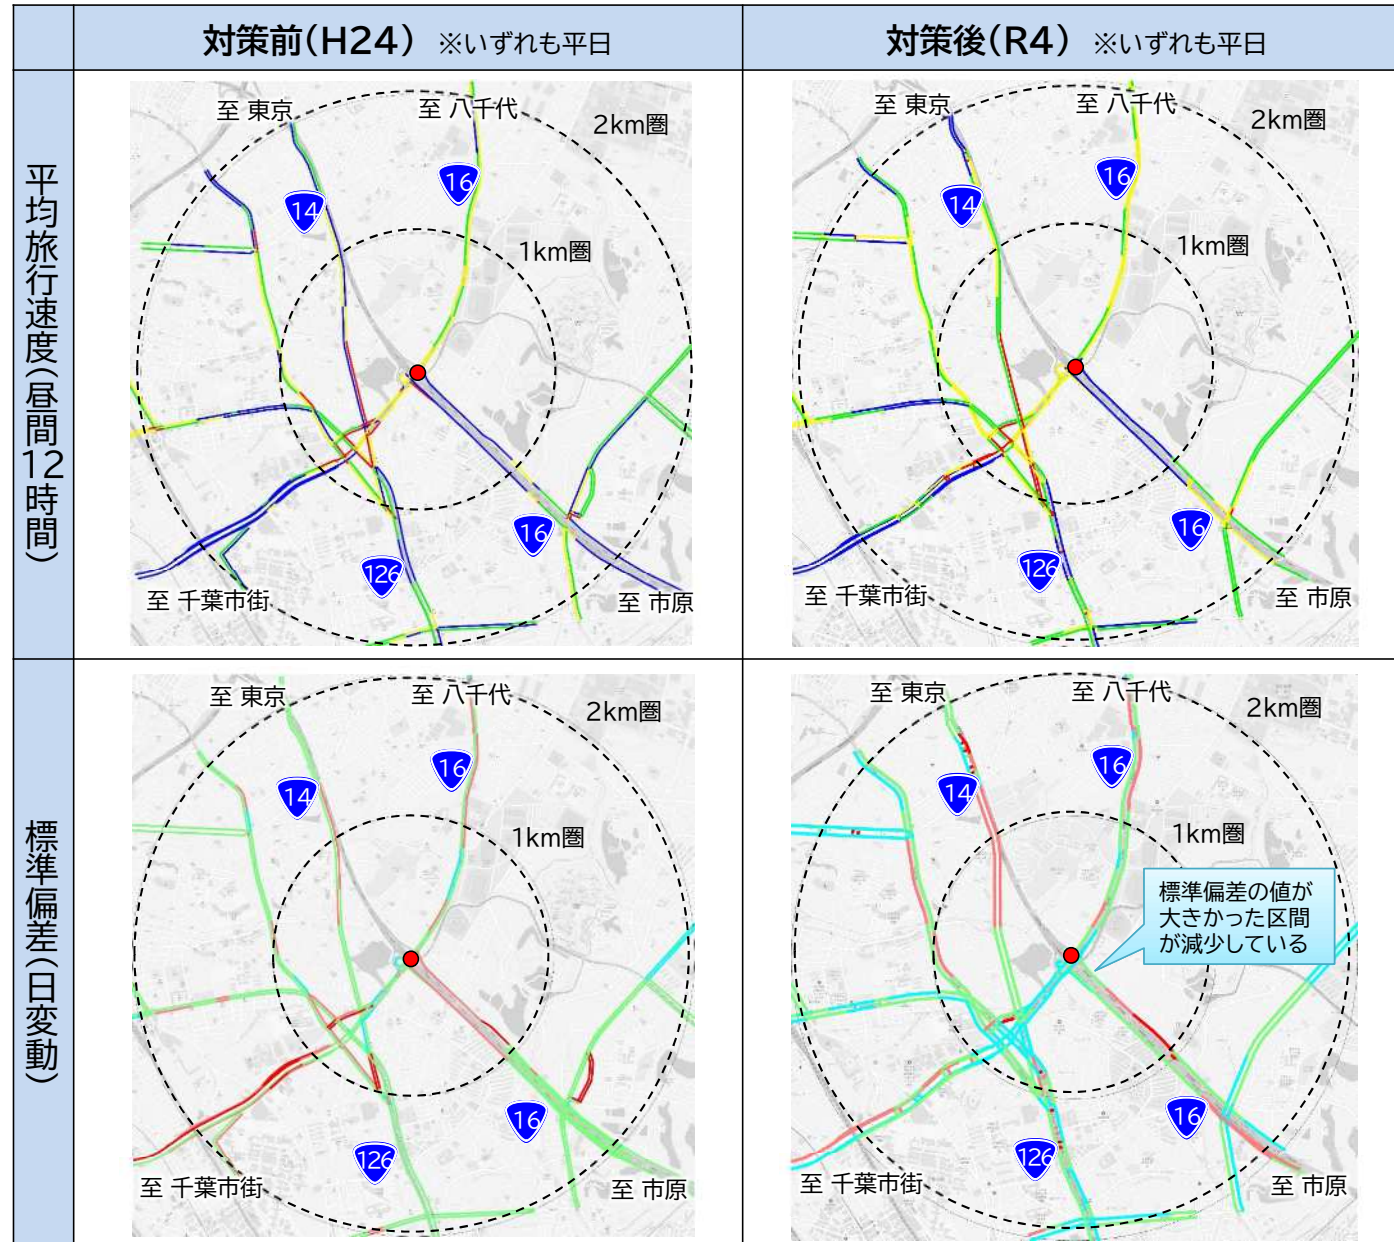 対策前(H24) ※いずれも平日
対策後(R4) ※いずれも平日
平均旅行速度(昼間12時間)
至 東京
至 八千代
2km圏
16
14
1km圏
16
126
至 千葉市街
至 市原
至 東京
至 八千代
2km圏
16
14
1km圏
16
126
至 千葉市街
至 市原
標準偏差(日変動)
至 東京
至 八千代
2km圏
16
14
1km圏
16
126
至 千葉市街
至 市原
至 東京
至 八千代
2km圏
16
14
1km圏
標準偏差の値が
大きかった区間
が減少している
16
126
至 千葉市街
至 市原